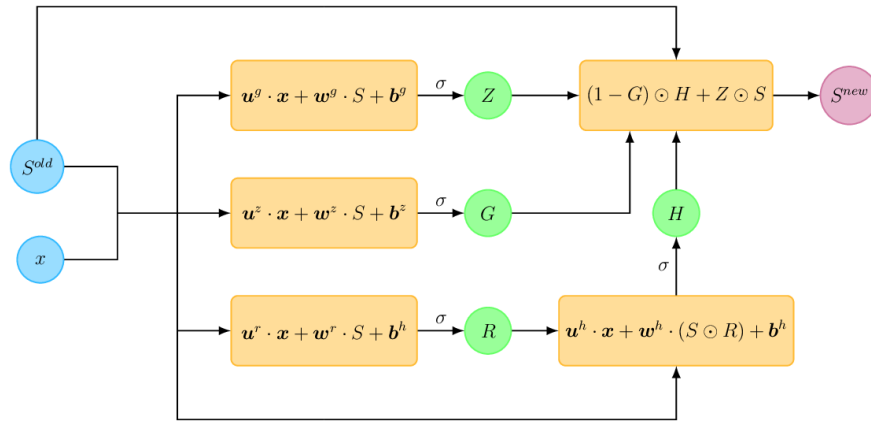 u^g · x + w^g · S + b^g
σ
Z
(1 − G) ⊙ H + Z ⊙ S
S^new
S^old
u^z · x + w^z · S + b^z
σ
G
H
x
σ
u^r · x + w^r · S + b^h
σ
R
u^h · x + w^h · (S ⊙ R) + b^h